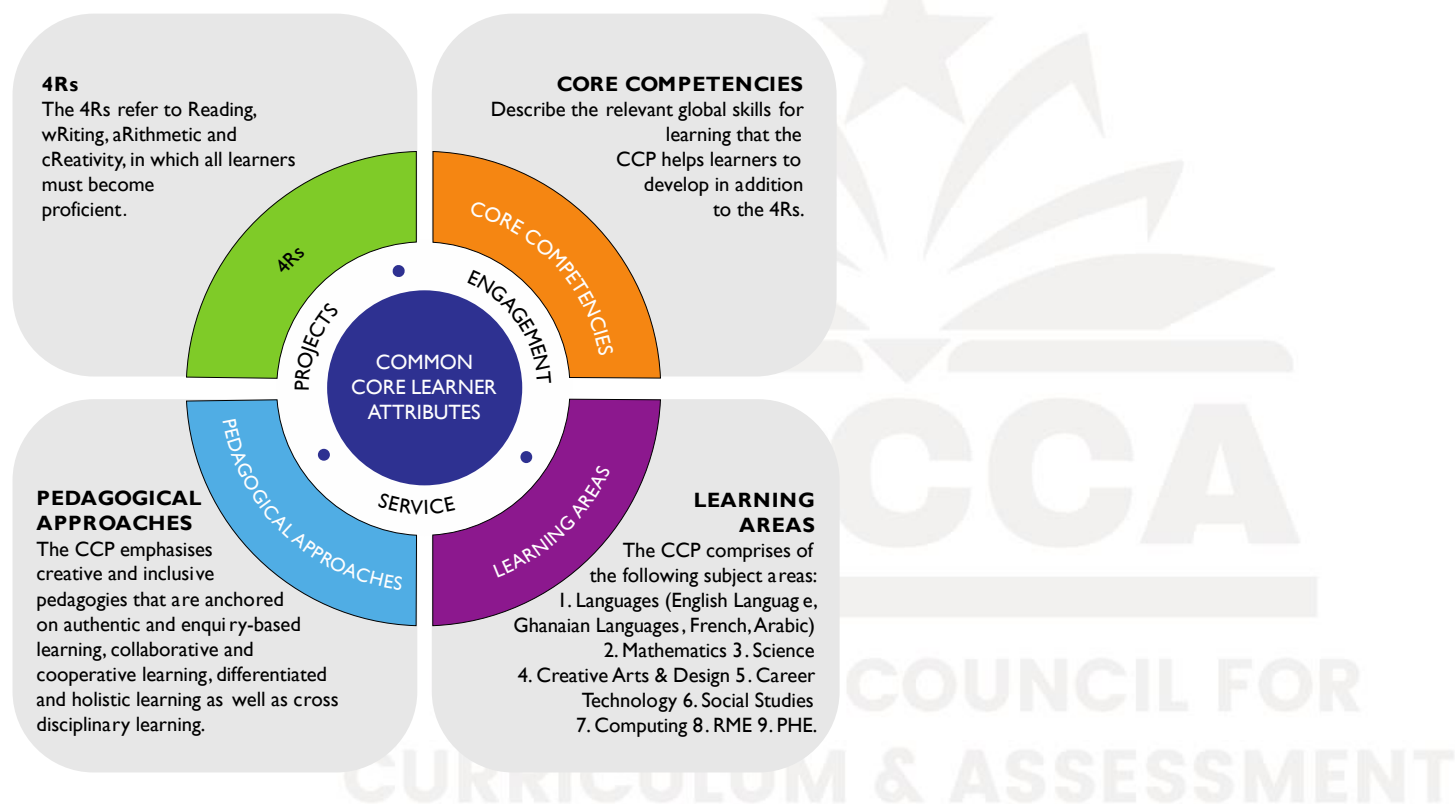 4Rs
The 4Rs refer to Reading,
wRiting, aRithmetic and
cReativity, in which all learners
must become
proficient.
CORE COMPETENCIES
Describe the relevant global skills for
learning that the
CCP helps learners to
develop in addition
to the 4Rs.
4Rs
CORE COMPETENCIES
PROJECTS
ENGAGEMENT
COMMON
CORE LEARNER
ATTRIBUTES
SERVICE
PEDAGOGICAL APPROACHES
LEARNING AREAS
PEDAGOGICAL
APPROACHES
The CCP emphasises
creative and inclusive
pedagogies that are anchored
on authentic and enquiry-based
learning, collaborative and
cooperative learning, differentiated
and holistic learning as well as cross
disciplinary learning.
LEARNING
AREAS
The CCP comprises of
the following subject areas:
1. Languages (English Language,
Ghanaian Languages, French, Arabic)
2. Mathematics 3. Science
4. Creative Arts & Design 5. Career
Technology 6. Social Studies
7. Computing 8. RME 9. PHE.
CCA
COUNCIL FOR
CURRICULUM & ASSESSMENT